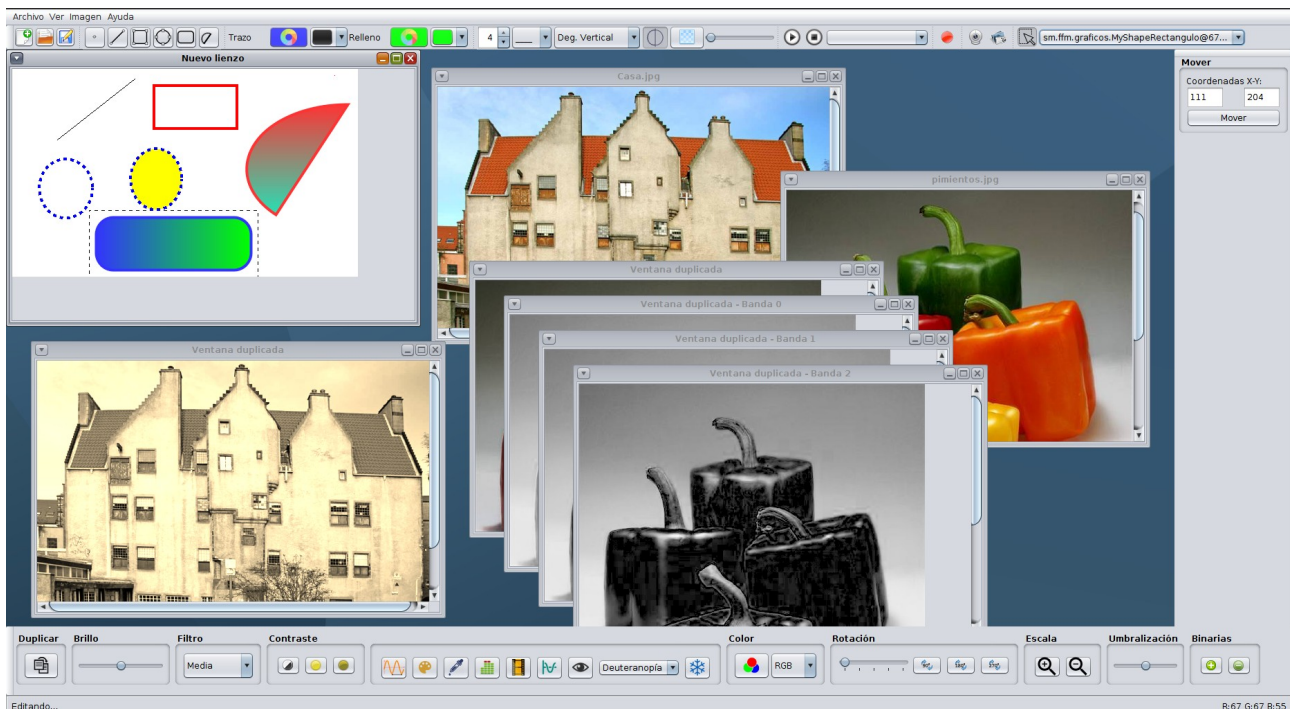 Archivo Ver Imagen Ayuda
Trazo
Relleno
4
Deg. Vertical
sm.ffm.graficos.MyShapeRectangulo@67...
Nuevo lienzo
Casa.jpg
Mover
Coordenadas X-Y:
111 204
Mover
pimientos.jpg
Ventana duplicada
Ventana duplicada - Banda 0
Ventana duplicada - Banda 1
Ventana duplicada
Ventana duplicada - Banda 2
Duplicar Brillo Filtro Contraste Color Rotación Escala Umbralización Binarias
Media Deuteranopía RGB
Editando... R:67 G:67 B:55